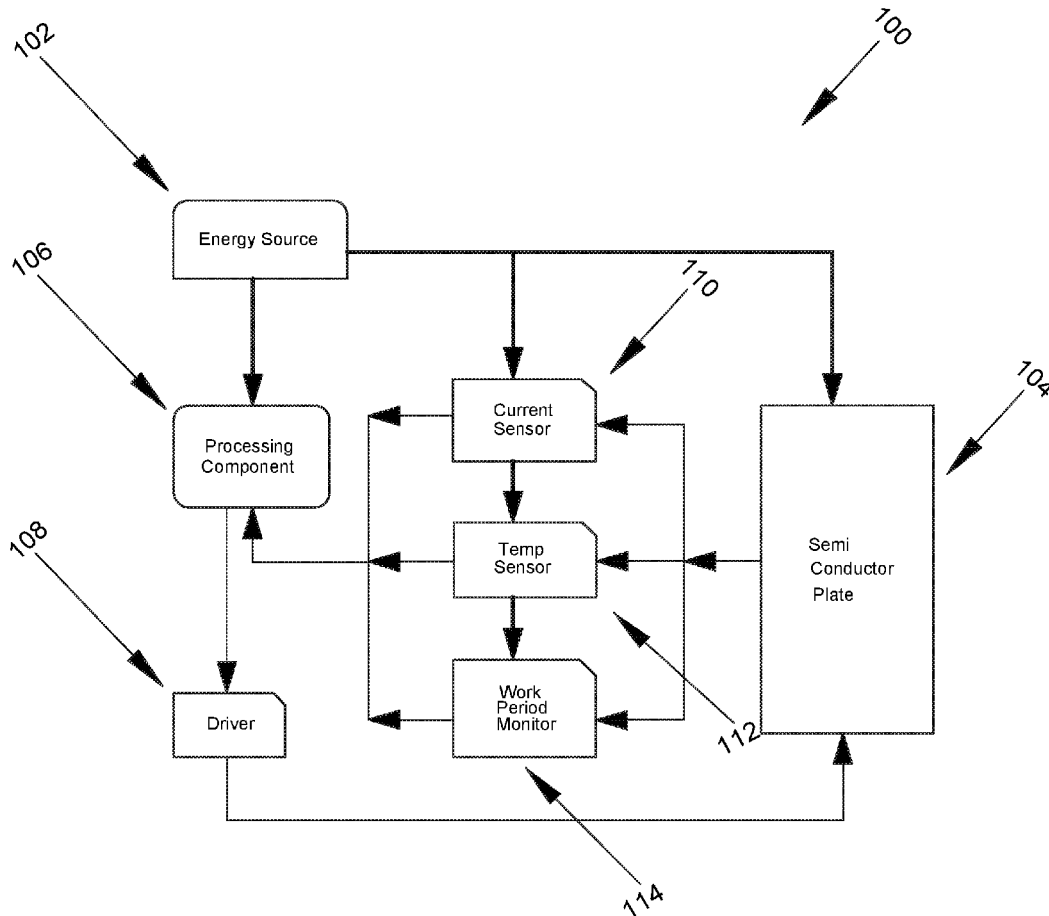 102
100
Energy Source
106
110
Current
Sensor
104
Processing
Component
108
Temp
Sensor
Semi
Conductor
Plate
Work
Period
Monitor
Driver
112
114